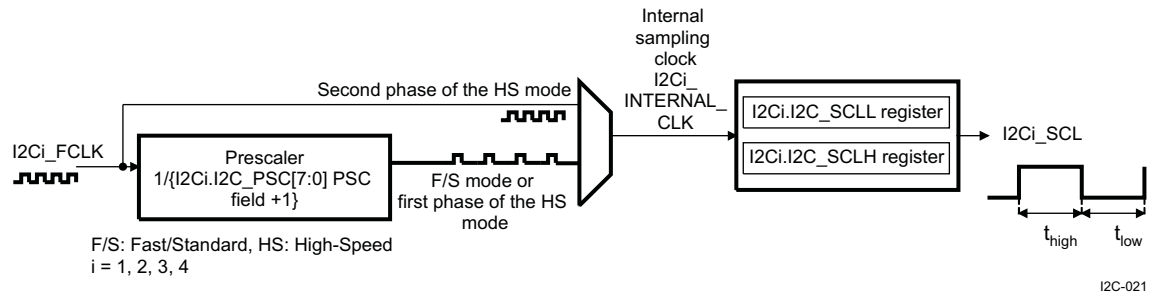 Internal
sampling
clock
I2Ci_
INTERNAL_
CLK
Second phase of the HS mode
I2Ci_FCLK
Prescaler
1/{I2Ci.I2C_PSC[7:0] PSC
field +1}
F/S mode or
first phase of the HS
mode
I2Ci.I2C_SCLL register
I2Ci.I2C_SCLH register
I2Ci_SCL
thigh
tlow
F/S: Fast/Standard, HS: High-Speed
i = 1, 2, 3, 4
I2C-021